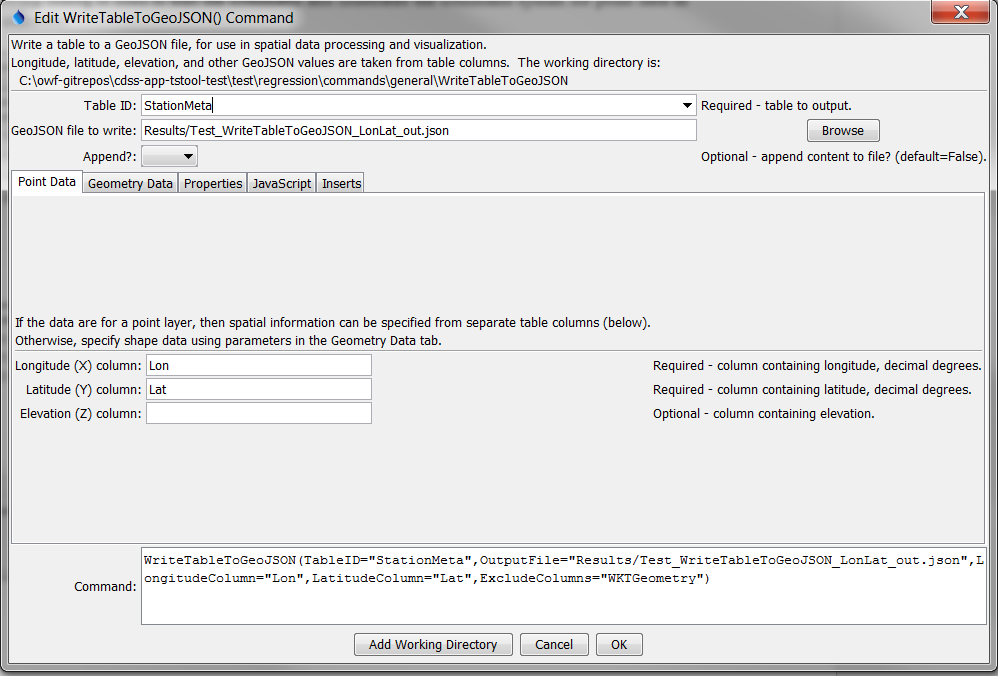 Edit WriteTableToGeoJSON() Command
Write a table to a GeoJSON file, for use in spatial data processing and visualization.
Longitude, latitude, elevation, and other GeoJSON values are taken from table columns.  The working directory is:
C:\owf-gitrepos\cdss-app-tstool-test\test\regression\commands\general\WriteTableToGeoJSON
Table ID: StationMeta Required - table to output.
GeoJSON file to write: Results/Test_WriteTableToGeoJSON_LonLat_out.json Browse
Append?: Optional - append content to file? (default=False).
Point Data Geometry Data Properties JavaScript Inserts
If the data are for a point layer, then spatial information can be specified from separate table columns (below).
Otherwise, specify shape data using parameters in the Geometry Data tab.
Longitude (X) column: Lon Required - column containing longitude, decimal degrees.
Latitude (Y) column: Lat Required - column containing latitude, decimal degrees.
Elevation (Z) column: Optional - column containing elevation.
Command: WriteTableToGeoJSON(TableID="StationMeta",OutputFile="Results/Test_WriteTableToGeoJSON_LonLat_out.json",L
ongitudeColumn="Lon",LatitudeColumn="Lat",ExcludeColumns="WKTGeometry")
Add Working Directory Cancel OK